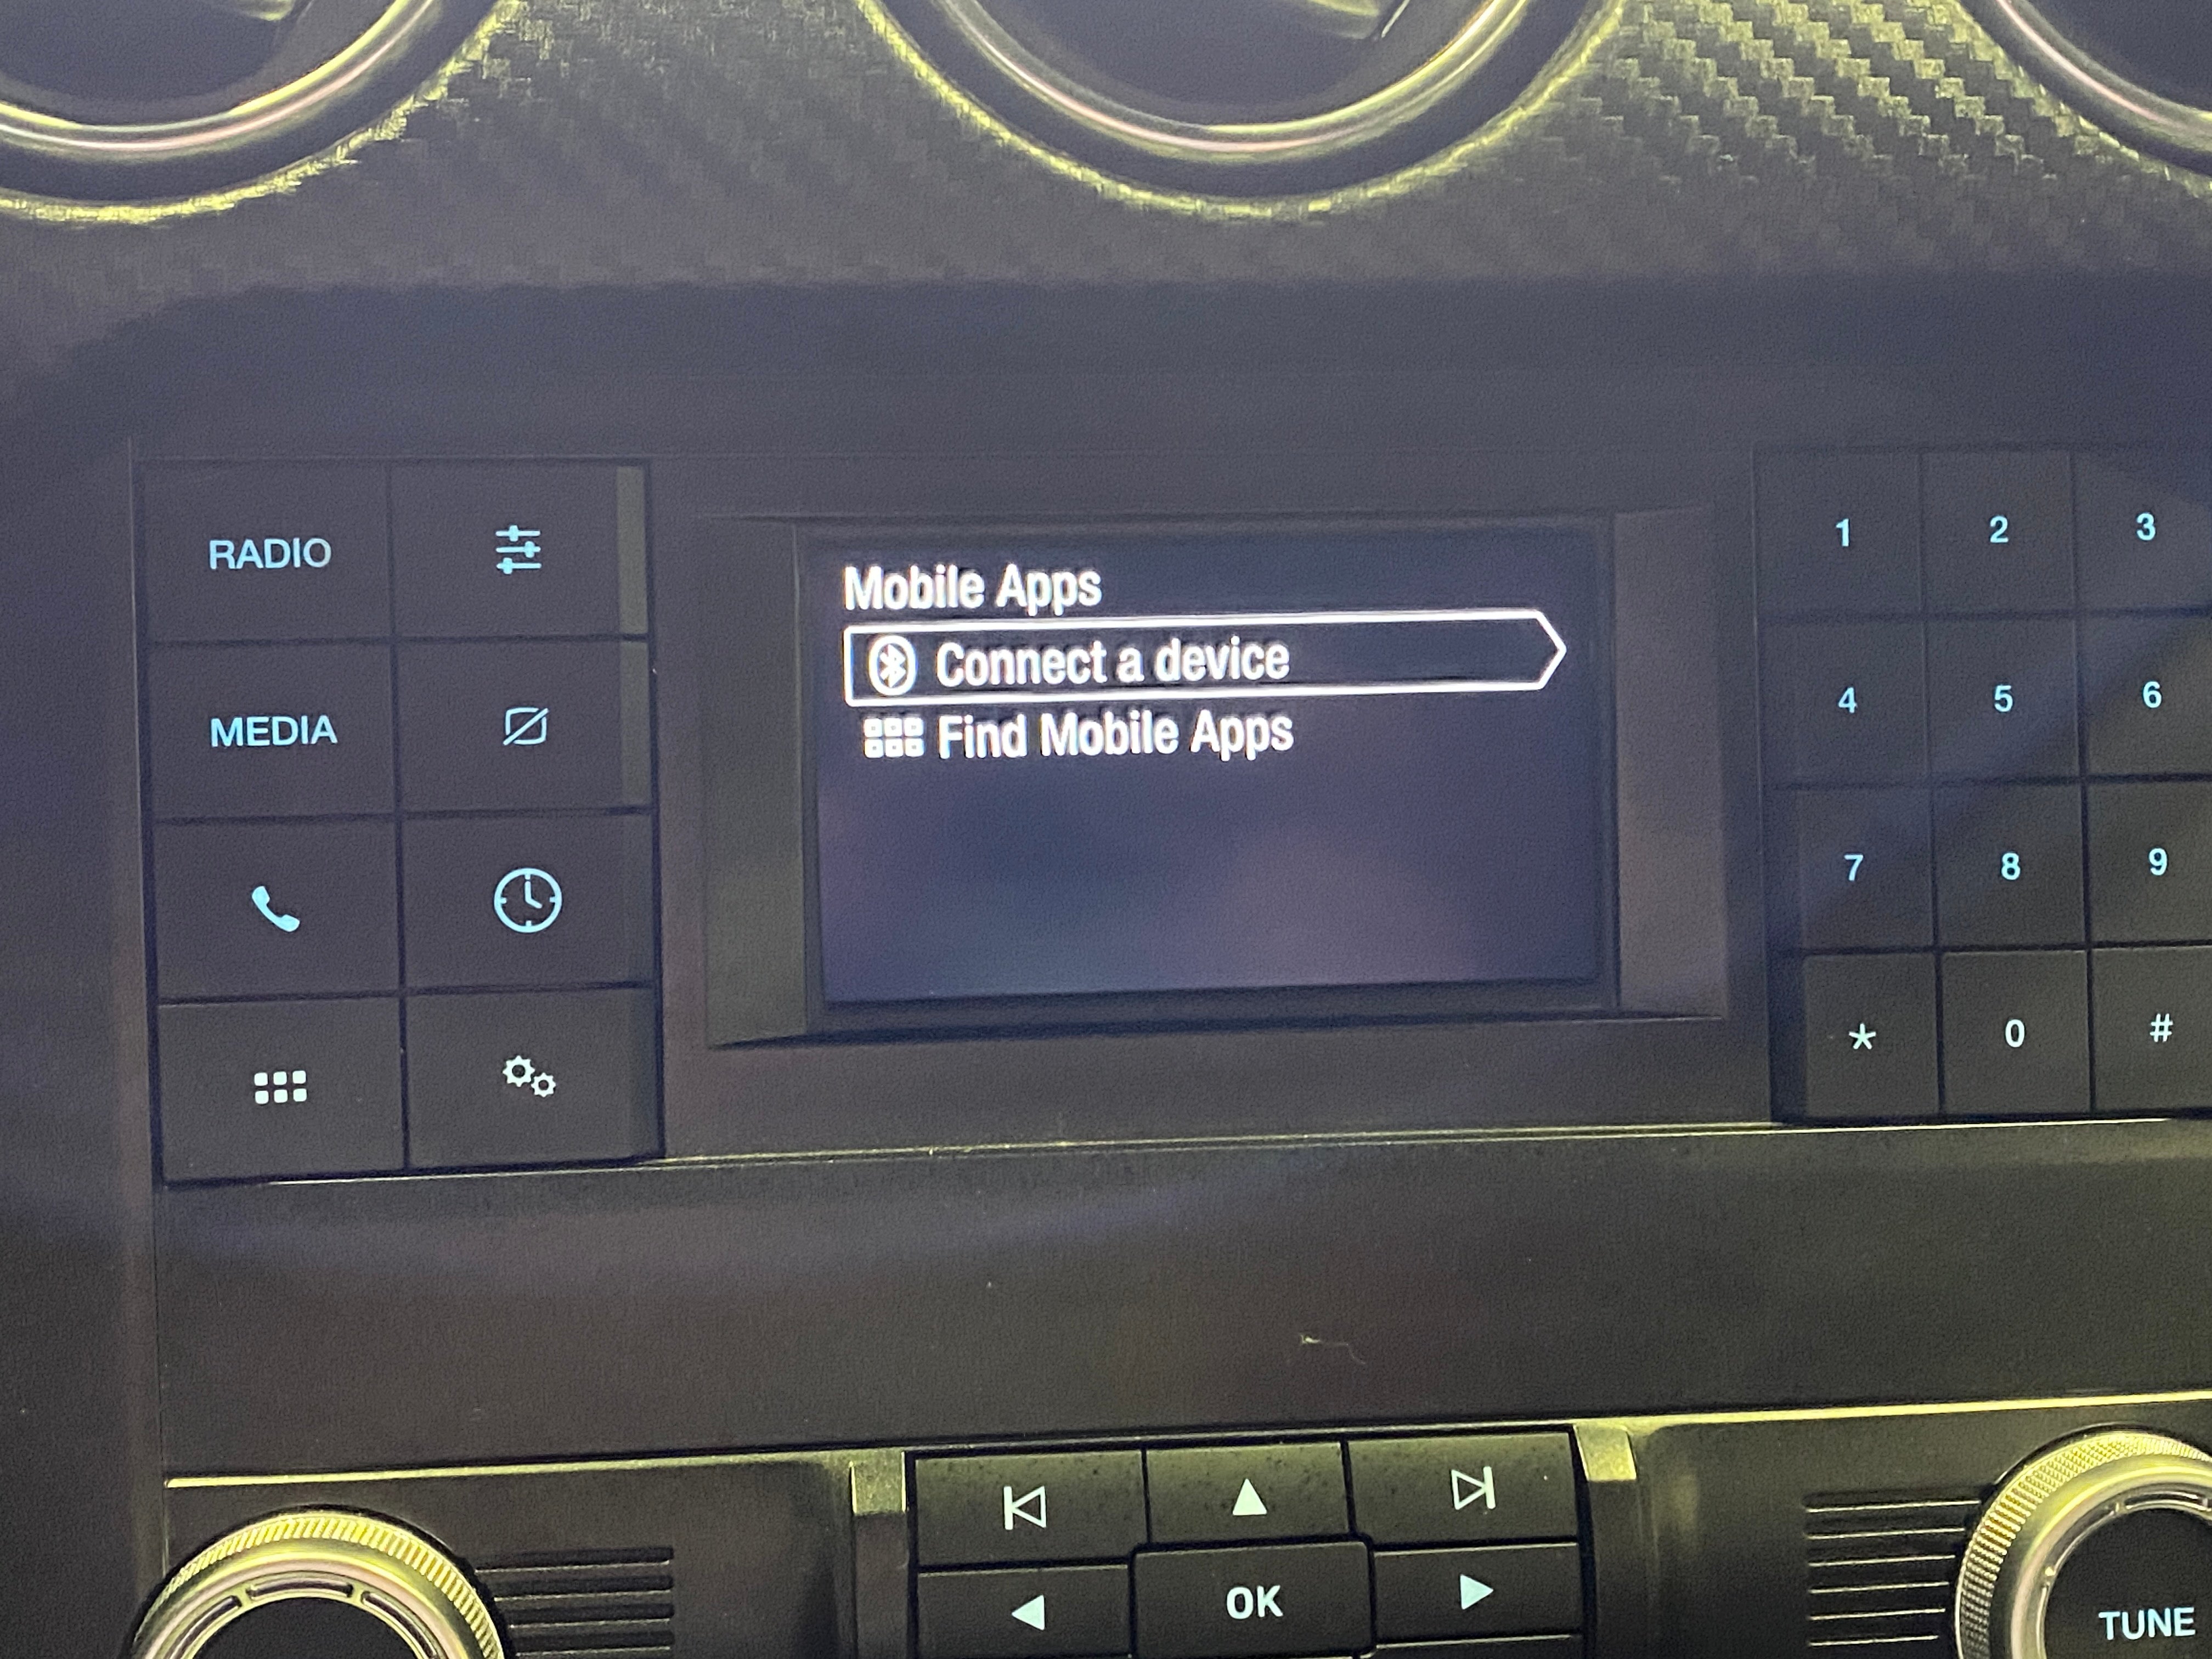 RADIO
MEDIA
Mobile Apps
Connect a device
Find Mobile Apps
1 2 3
4 5 6
7 8 9
* 0 #
OK
TUNE